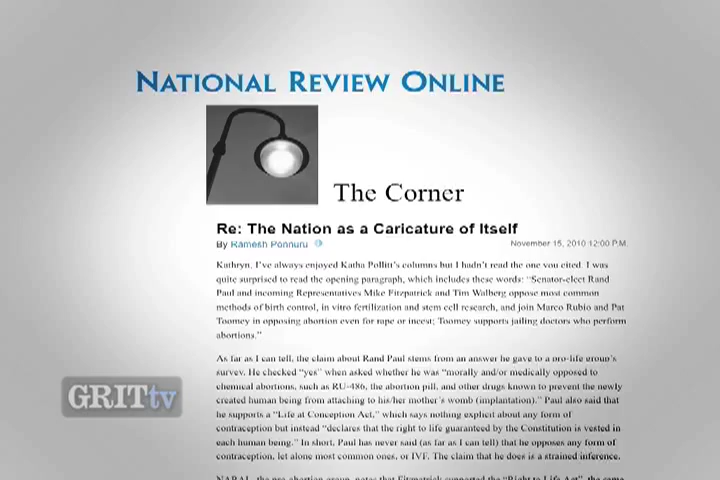 NATIONAL REVIEW ONLINE
The Corner
Re: The Nation as a Caricature of Itself
By Ramesh Ponnuru
November 15, 2010 12:00 P.M.
Kathryn, I've always enjoyed Katha Pollitt's columns but I hadn't read the one you cited. I was
quite surprised to read the opening paragraph, which includes these words: “Senator-elect Rand
Paul and incoming Representatives Mike Fitzpatrick and Tim Walberg oppose most common
methods of birth control, in vitro fertilization and stem cell research, and join Marco Rubio and Pat
Toomey in opposing abortion even for rape or incest; Toomey supports jailing doctors who perform
abortions.”
As far as I can tell, the claim about Rand Paul stems from an answer he gave to a pro-life group's
survey. He checked “yes” when asked whether he was “morally and/or medically opposed to
chemical abortions, such as RU-486, the abortion pill, and other drugs known to prevent the newly
created human being from attaching to his/her mother's womb (implantation).” Paul also said that
he supports a “Life at Conception Act,” which says nothing explicit about any form of
contraception but instead “declares that the right to life guaranteed by the Constitution is vested in
each human being.” In short, Paul has never said (as far as I can tell) that he opposes any form of
contraception, let alone most common ones, or IVF. The claim that he does is a strained inference.
GRITtv